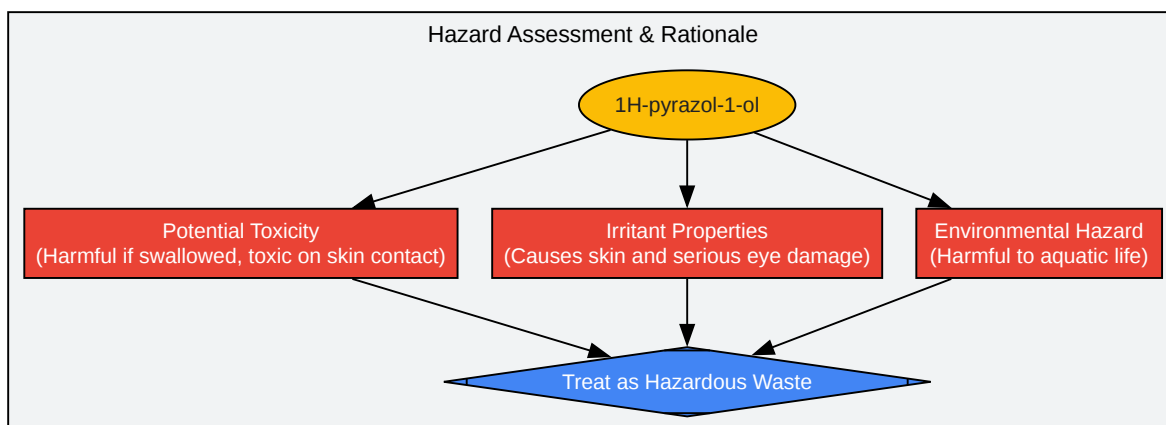 Hazard Assessment & Rationale
1H-pyrazol-1-ol
Potential Toxicity
(Harmful if swallowed, toxic on skin contact)
Irritant Properties
(Causes skin and serious eye damage)
Environmental Hazard
(Harmful to aquatic life)
Treat as Hazardous Waste